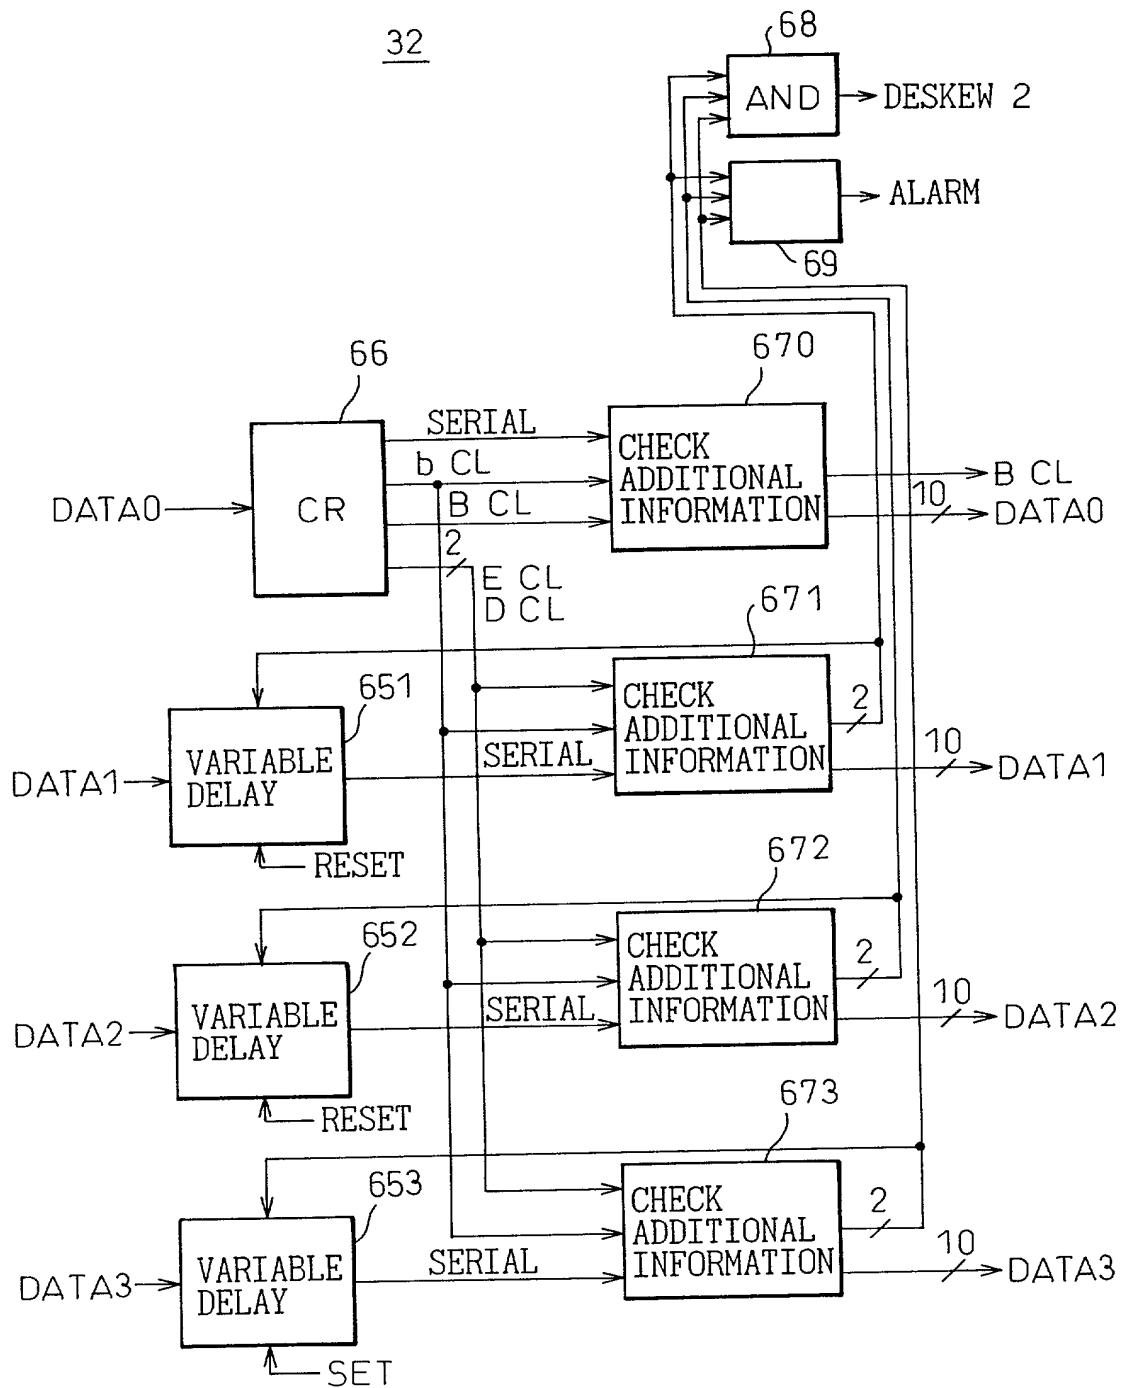 32
68
AND
DESKEW 2
ALARM
69
66
670
SERIAL
CHECK
ADDITIONAL
INFORMATION
b CL
B CL
CR
DATA0
B CL
10
DATA0
2
E CL
D CL
671
651
CHECK
ADDITIONAL
INFORMATION
2
VARIABLE
DELAY
SERIAL
10
DATA1
DATA1
RESET
672
652
CHECK
ADDITIONAL
INFORMATION
2
VARIABLE
DELAY
SERIAL
10
DATA2
DATA2
RESET
673
653
CHECK
ADDITIONAL
INFORMATION
2
VARIABLE
DELAY
SERIAL
10
DATA3
DATA3
SET